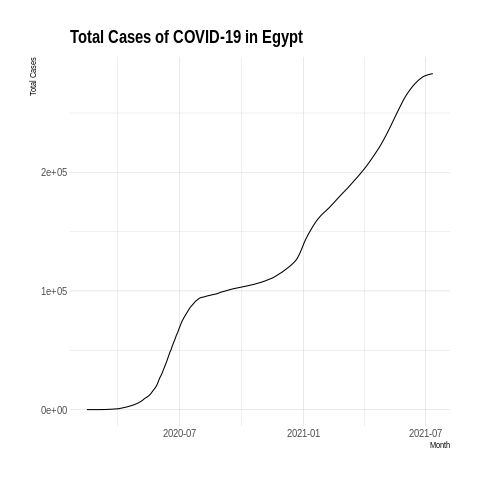 Total Cases of COVID-19 in Egypt
Total Cases
2e+05
1e+05
0e+00
2020-07
2021-01
2021-07
Month